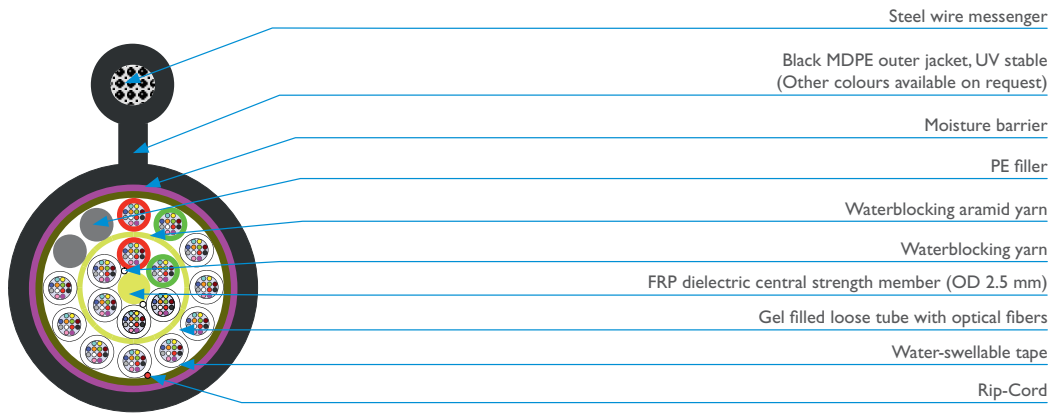 Steel wire messenger
Black MDPE outer jacket, UV stable
(Other colours available on request)
Moisture barrier
PE filler
Waterblocking aramid yarn
Waterblocking yarn
FRP dielectric central strength member (OD 2.5 mm)
Gel filled loose tube with optical fibers
Water-swellable tape
Rip-Cord